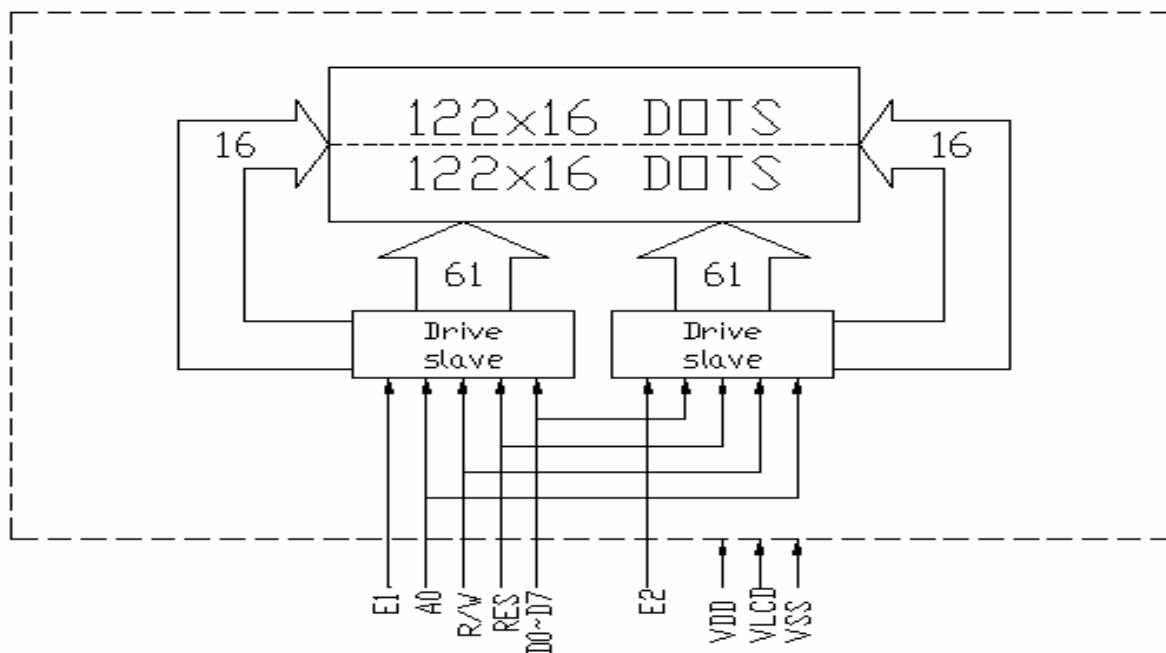 122x16 DOTS
16
16
122x16 DOTS
61
61
Drive
slave
Drive
slave
E1
A0
R/W
RES
D0~D7
E2
VDD
VLCD
VSS